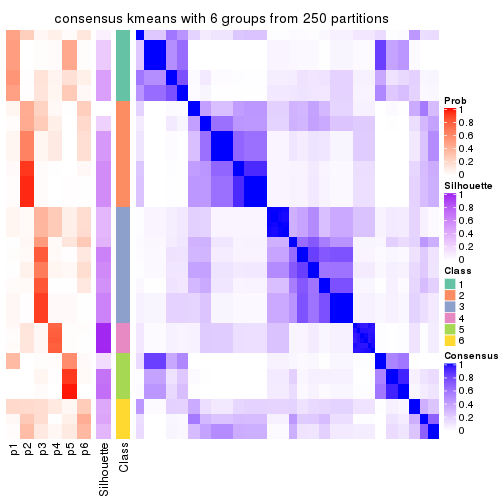 consensus kmeans with 6 groups from 250 partitions
Prob
1
0.8
0.6
0.4
0.2
0
Silhouette
1
0.8
0.6
0.4
0.2
0
Class
1
2
3
4
5
6
Consensus
1
0.8
0.6
0.4
0.2
0
p1
p2
p3
p4
p5
p6
Silhouette
Class